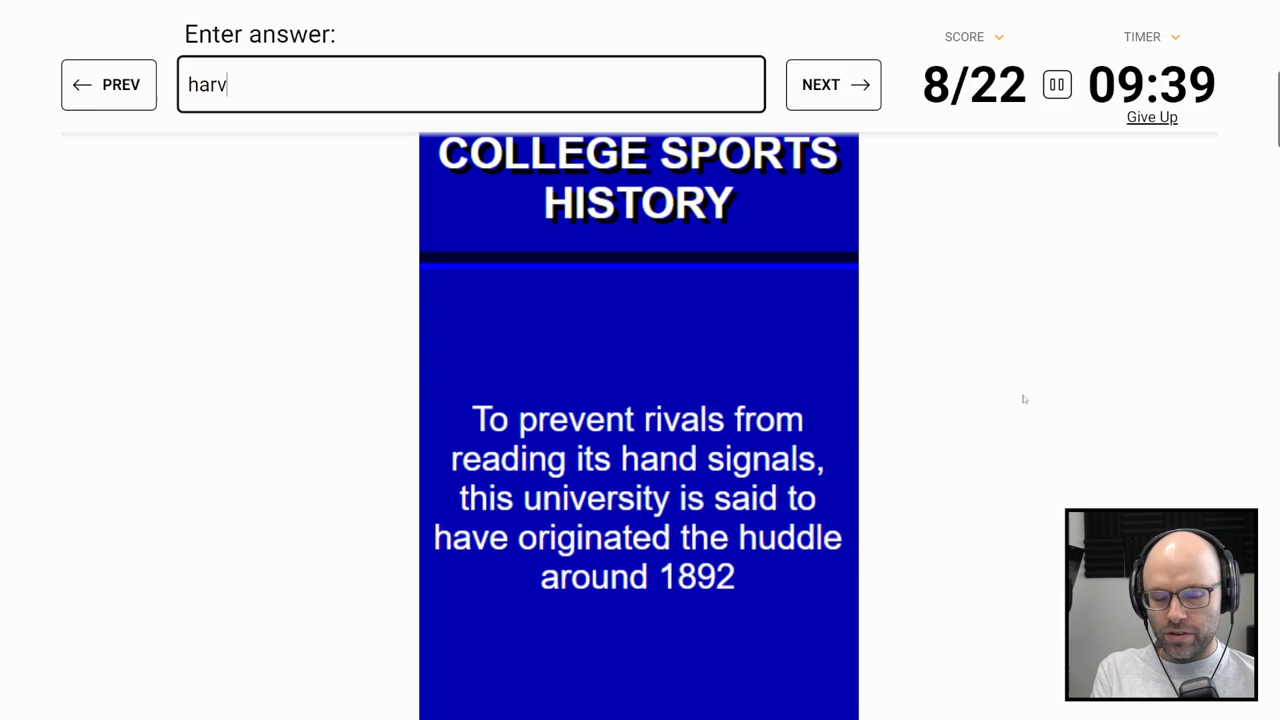 Enter answer:
SCORE
TIMER
← PREV
harv
NEXT →
8/22
09:39
Give Up
COLLEGE SPORTS
HISTORY
To prevent rivals from
reading its hand signals,
this university is said to
have originated the huddle
around 1892